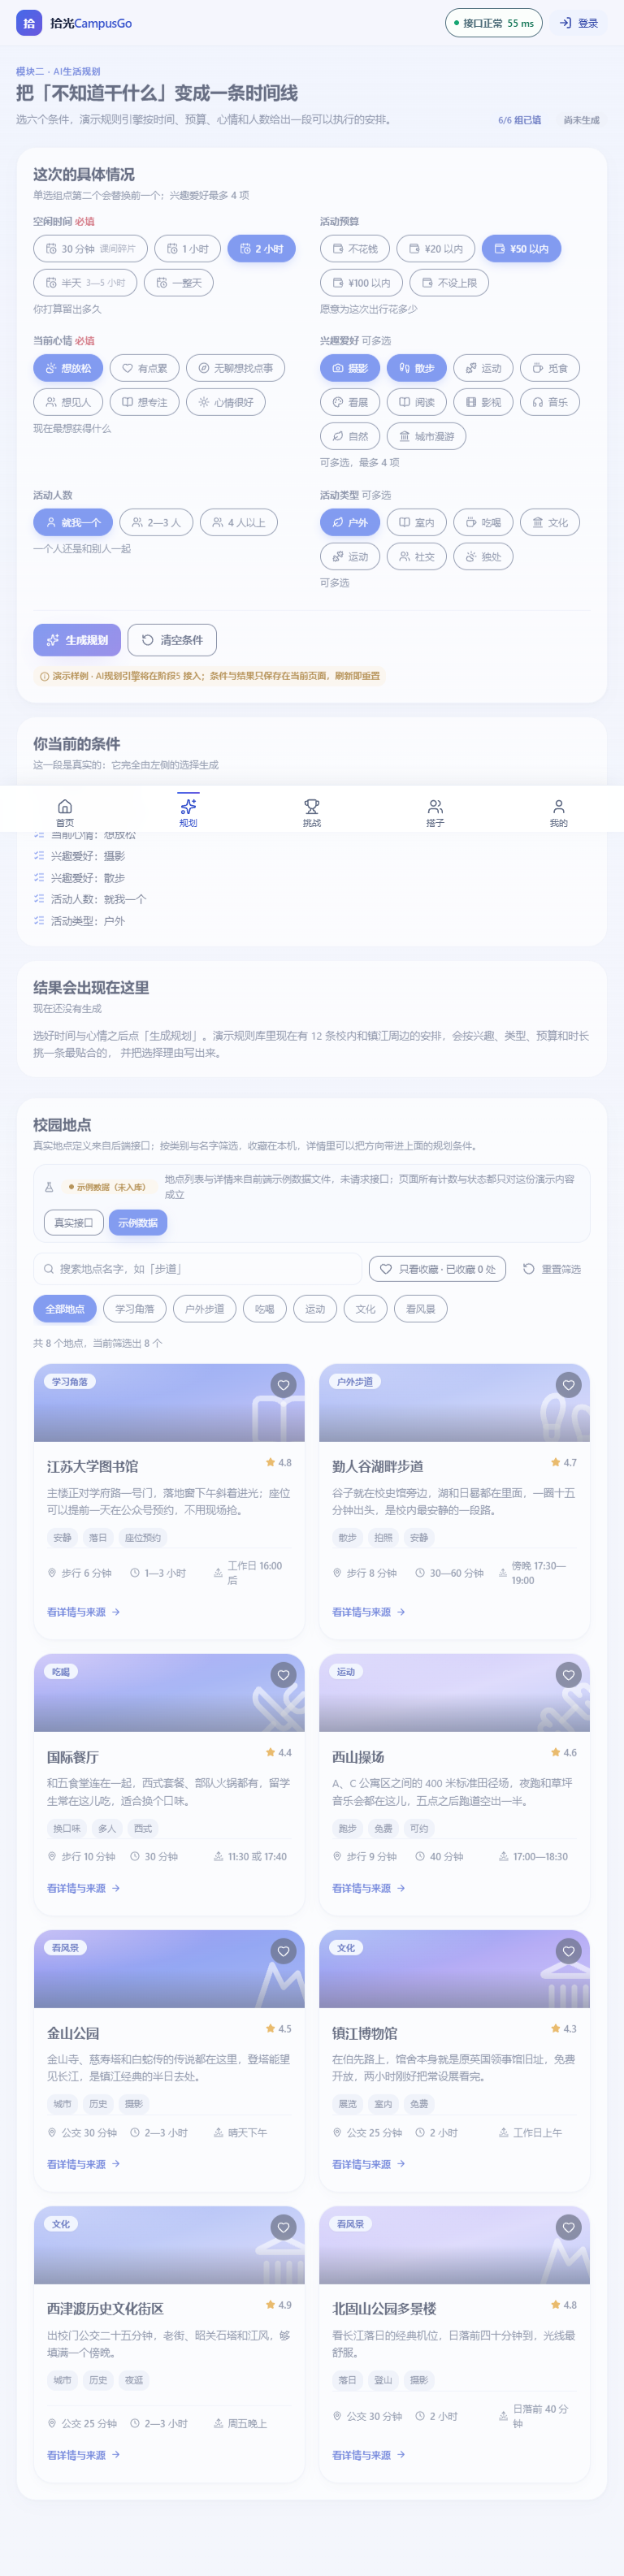 拾 拾光CampusGo
接口正常 55 ms
登录
模块二 · AI生活规划
把「不知道干什么」变成一条时间线
选六个条件，演示规则引擎按时间、预算、心情和人数给出一段可以执行的安排。
6/6 组已填
尚未生成
这次的具体情况
单选组点第二个会替换前一个；兴趣爱好最多 4 项
空闲时间 必填
30 分钟 课间碎片
1 小时
2 小时
半天 3—5 小时
一整天
你打算留出多久
活动预算
不花钱
¥20 以内
¥50 以内
¥100 以内
不设上限
愿意为这次出行花多少
当前心情 必填
想放松
有点累
无聊想找点事
想见人
想专注
心情很好
现在最想获得什么
兴趣爱好 可多选
摄影
散步
运动
觅食
看展
阅读
影视
音乐
自然
城市漫游
可多选，最多 4 项
活动人数
就我一个
2—3 人
4 人以上
一个人还是和别人一起
活动类型 可多选
户外
室内
吃喝
文化
运动
社交
独处
可多选
生成规划
清空条件
演示样例 · AI规划引擎将在阶段5 接入；条件与结果只保存在当前页面，刷新即重置
你当前的条件
这一段是真实的：它完全由左侧的选择生成
首页
规划
挑战
搭子
我的
当前心情：想放松
兴趣爱好：摄影
兴趣爱好：散步
活动人数：就我一个
活动类型：户外
结果会出现在这里
现在还没有生成
选好时间与心情之后点「生成规划」。演示规则库里现在有 12 条校内和镇江周边的安排，会按兴趣、类型、预算和时长
挑一条最贴合的， 并把选择理由写出来。
校园地点
真实地点定义来自后端接口；按类别与名字筛选，收藏在本机，详情里可以把方向带进上面的规划条件。
示例数据（未入库）
地点列表与详情来自前端示例数据文件，未请求接口；页面所有计数与状态都只对这份演示内容
成立
真实接口
示例数据
搜索地点名字，如「步道」
只看收藏 · 已收藏 0 处
重置筛选
全部地点
学习角落
户外步道
吃喝
运动
文化
看风景
共 8 个地点，当前筛选出 8 个
学习角落
江苏大学图书馆
4.8
主楼正对学府路一号门，落地窗下午斜着进光；座位
可以提前一天在公众号预约，不用现场抢。
安静
落日
座位预约
步行 6 分钟
1—3 小时
工作日 16:00
后
看详情与来源
户外步道
勤人谷湖畔步道
4.7
谷子就在校史馆旁边，湖和日晷都在里面，一圈十五
分钟出头，是校内最安静的一段路。
散步
拍照
安静
步行 8 分钟
30—60 分钟
傍晚 17:30—
19:00
看详情与来源
吃喝
国际餐厅
4.4
和五食堂连在一起，西式套餐、部队火锅都有，留学
生常在这儿吃，适合换个口味。
换口味
多人
西式
步行 10 分钟
30 分钟
11:30 或 17:40
看详情与来源
运动
西山操场
4.6
A、C 公寓区之间的 400 米标准田径场，夜跑和草坪
音乐会都在这儿，五点之后跑道空出一半。
跑步
免费
可约
步行 9 分钟
40 分钟
17:00—18:30
看详情与来源
看风景
金山公园
4.5
金山寺、慈寿塔和白蛇传的传说都在这里，登塔能望
见长江，是镇江经典的半日去处。
城市
历史
摄影
公交 30 分钟
2—3 小时
晴天下午
看详情与来源
文化
镇江博物馆
4.3
在伯先路上，馆舍本身就是原英国领事馆旧址，免费
开放，两小时刚好把常设展看完。
展览
室内
免费
公交 25 分钟
2 小时
工作日上午
看详情与来源
文化
西津渡历史文化街区
4.9
出校门公交二十五分钟，老街、昭关石塔和江风，够
填满一个傍晚。
城市
历史
夜逛
公交 25 分钟
2—3 小时
周五晚上
看详情与来源
看风景
北固山公园多景楼
4.8
看长江落日的经典机位，日落前四十分钟到，光线最
舒服。
落日
登山
摄影
公交 30 分钟
2 小时
日落前 40 分
钟
看详情与来源